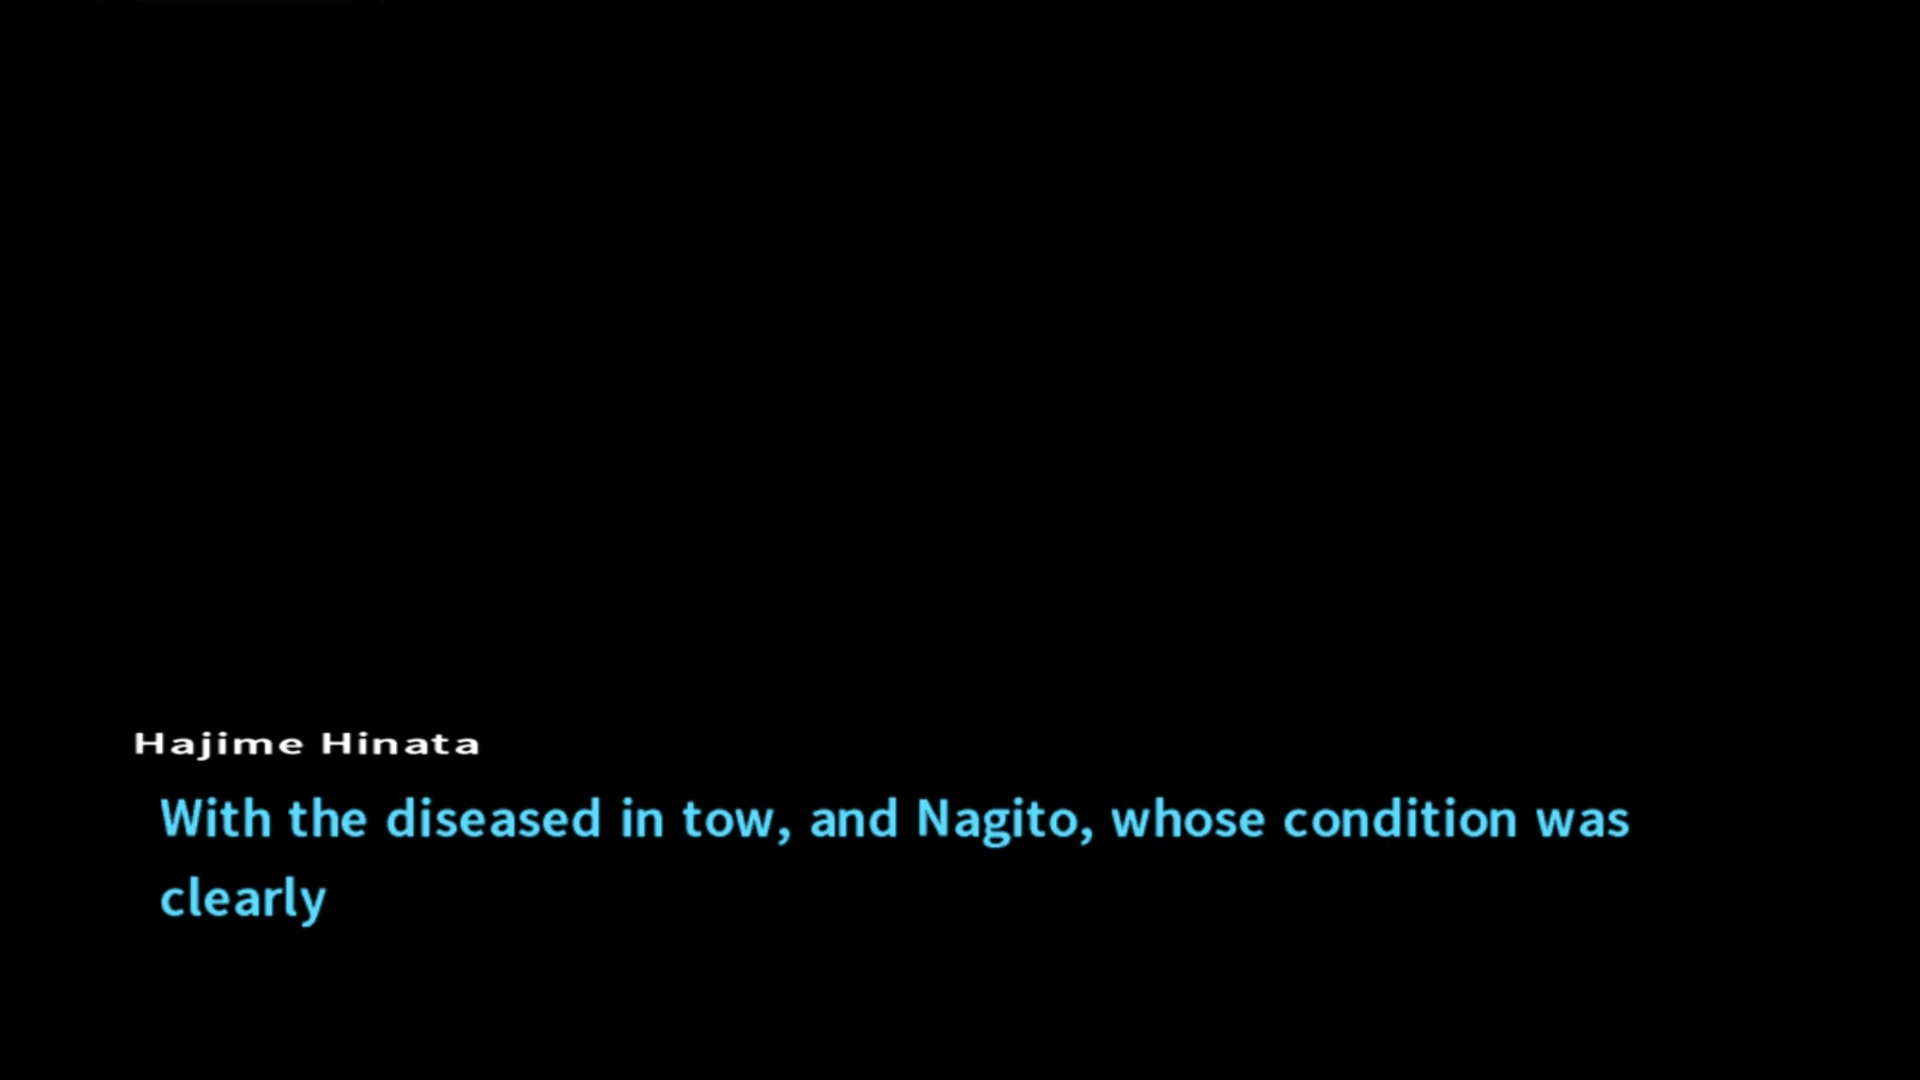 Hajime Hinata
With the diseased in tow, and Nagito, whose condition was
clearly